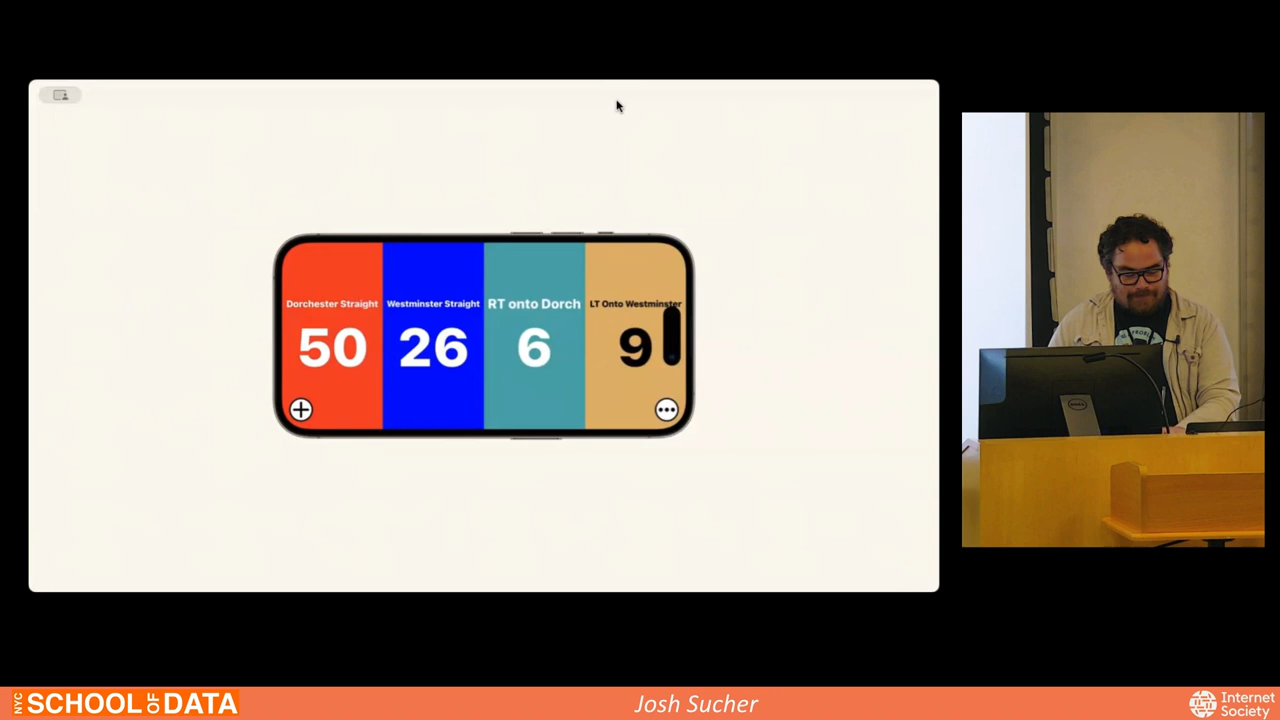 Dorchester Straight
50
Westminster Straight
26
RT onto Dorch
6
LT Onto Westminster
9
DELL
NYC SCHOOL OF DATA
Josh Sucher
Internet
Society